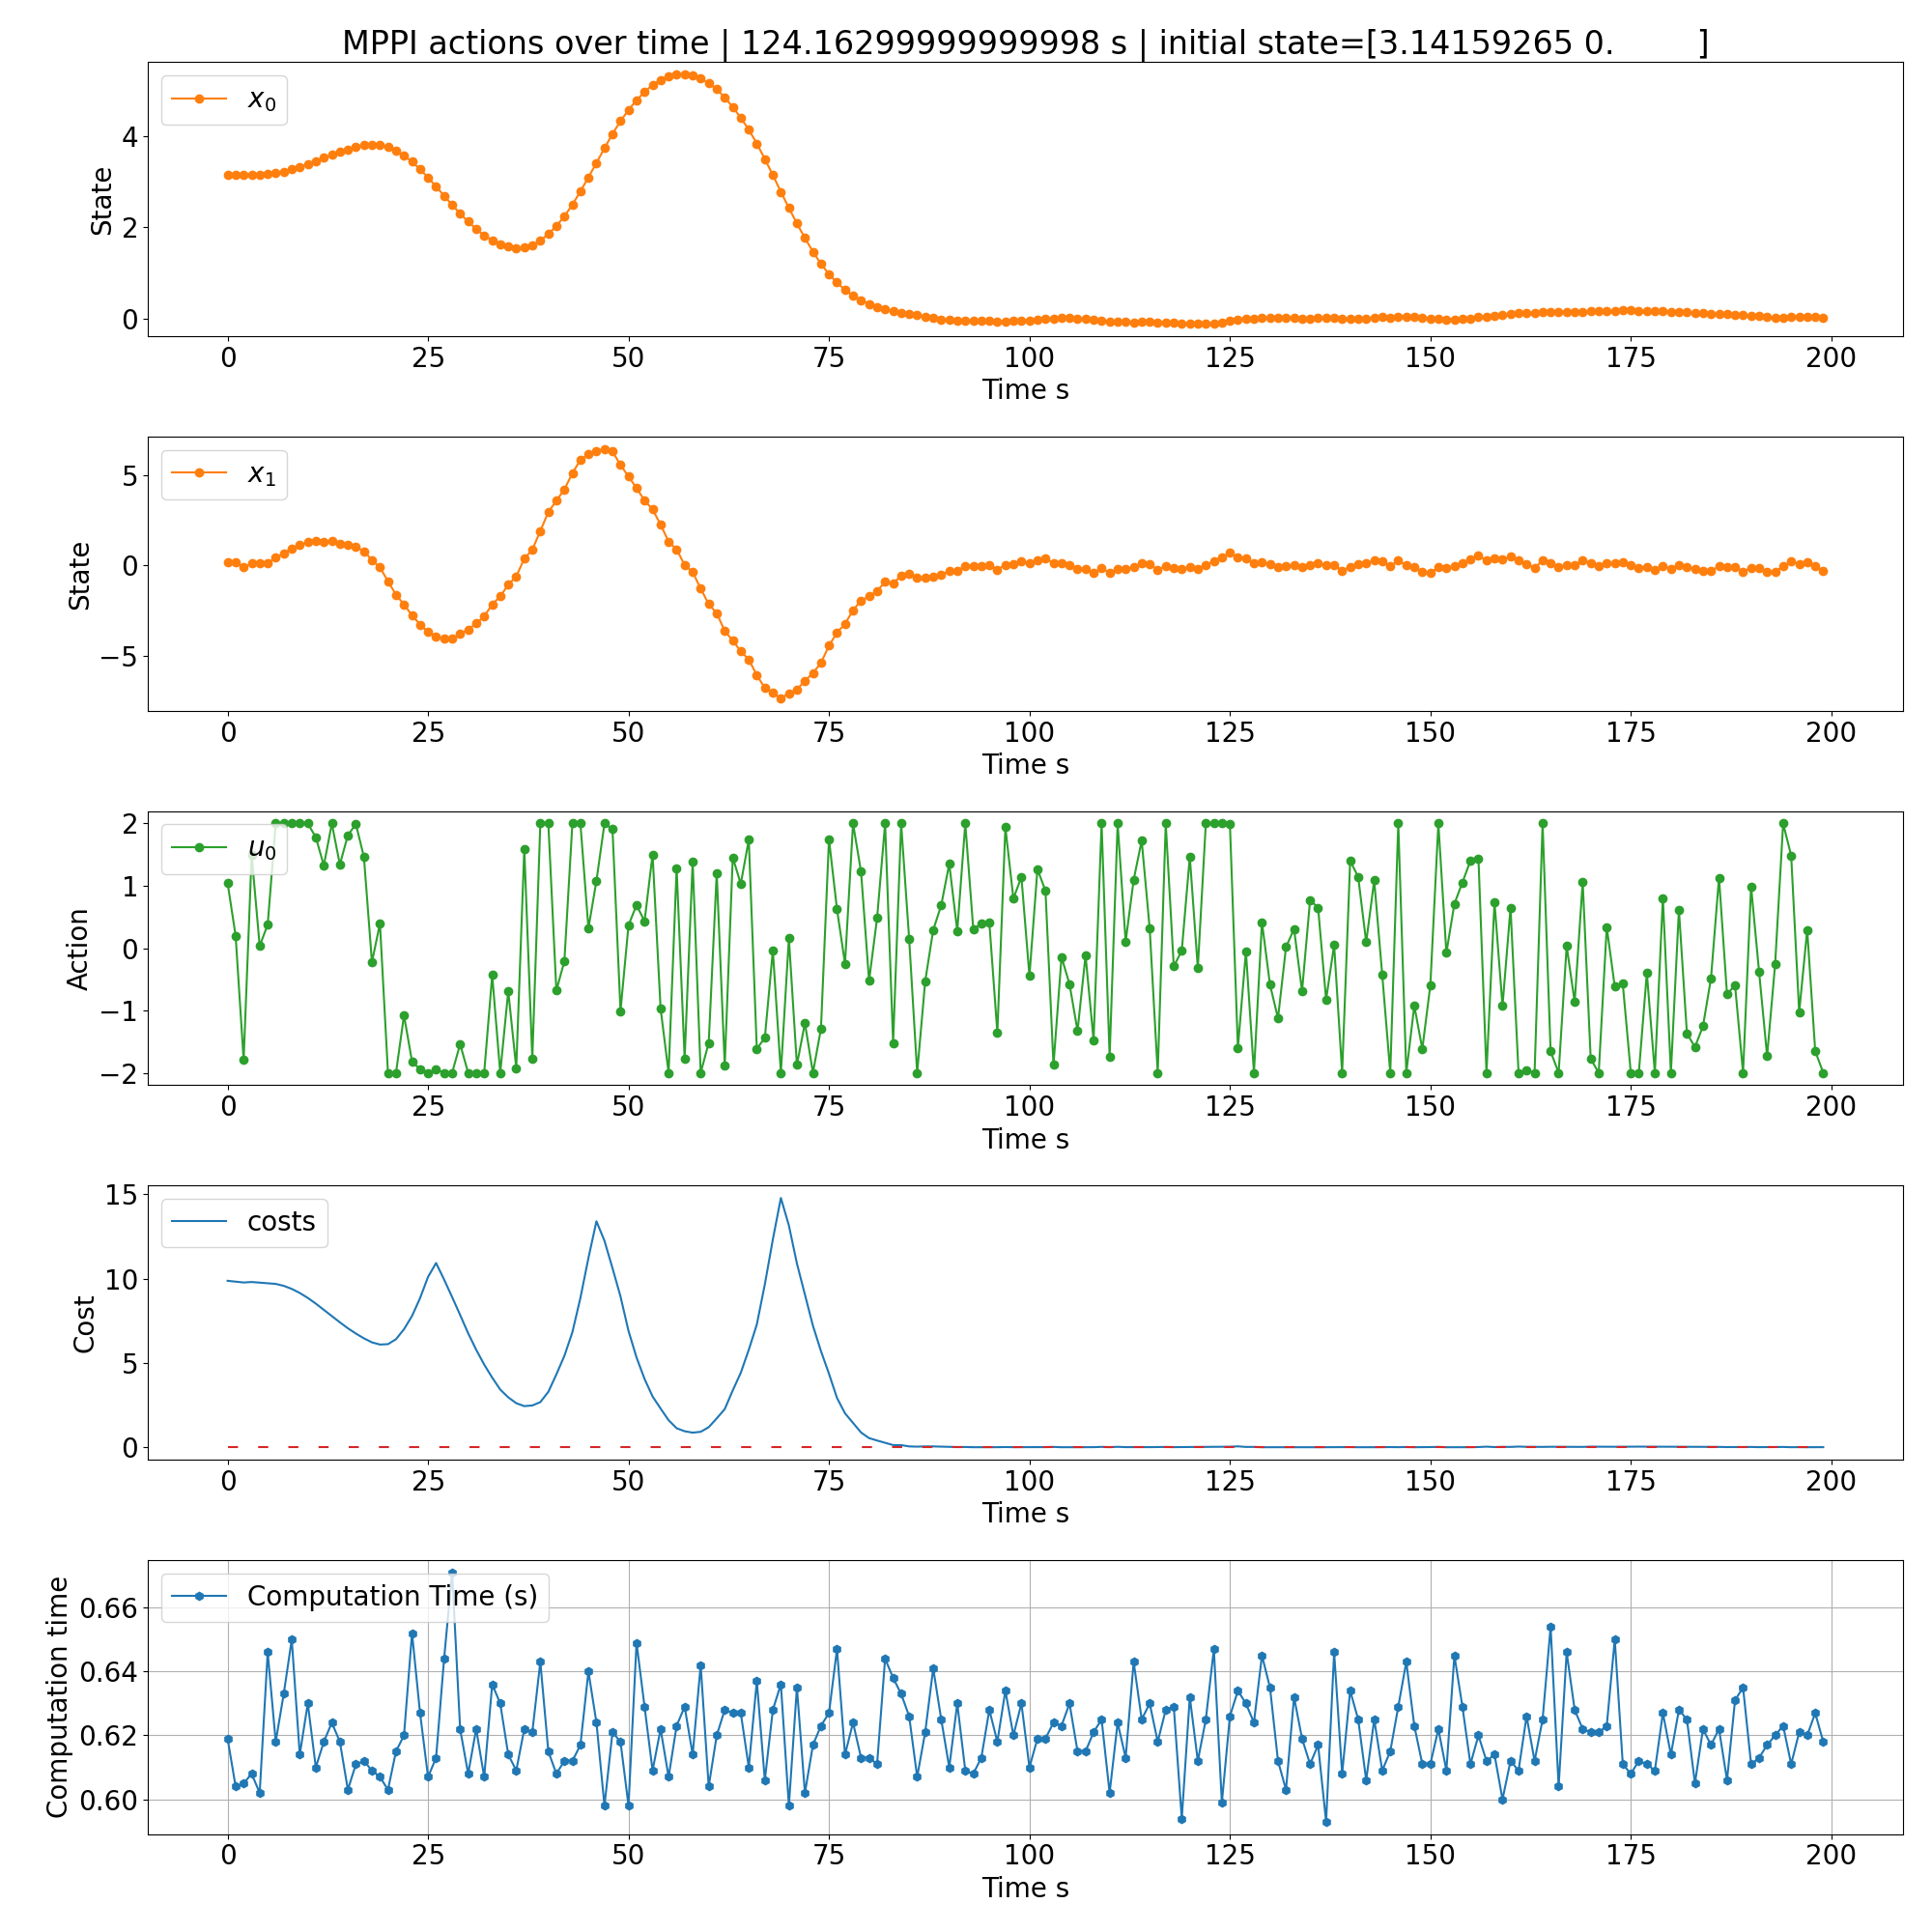 MPPI actions over time | 124.16299999999998 s | initial state=[3.14159265 0.         ]
x₀
State
4
2
0
0 25 50 75 100 125 150 175 200
Time s
x₁
State
5
0
−5
0 25 50 75 100 125 150 175 200
Time s
u₀
Action
2
1
0
−1
−2
0 25 50 75 100 125 150 175 200
Time s
costs
Cost
15
10
5
0
0 25 50 75 100 125 150 175 200
Time s
Computation Time (s)
Computation time
0.66
0.64
0.62
0.60
0 25 50 75 100 125 150 175 200
Time s